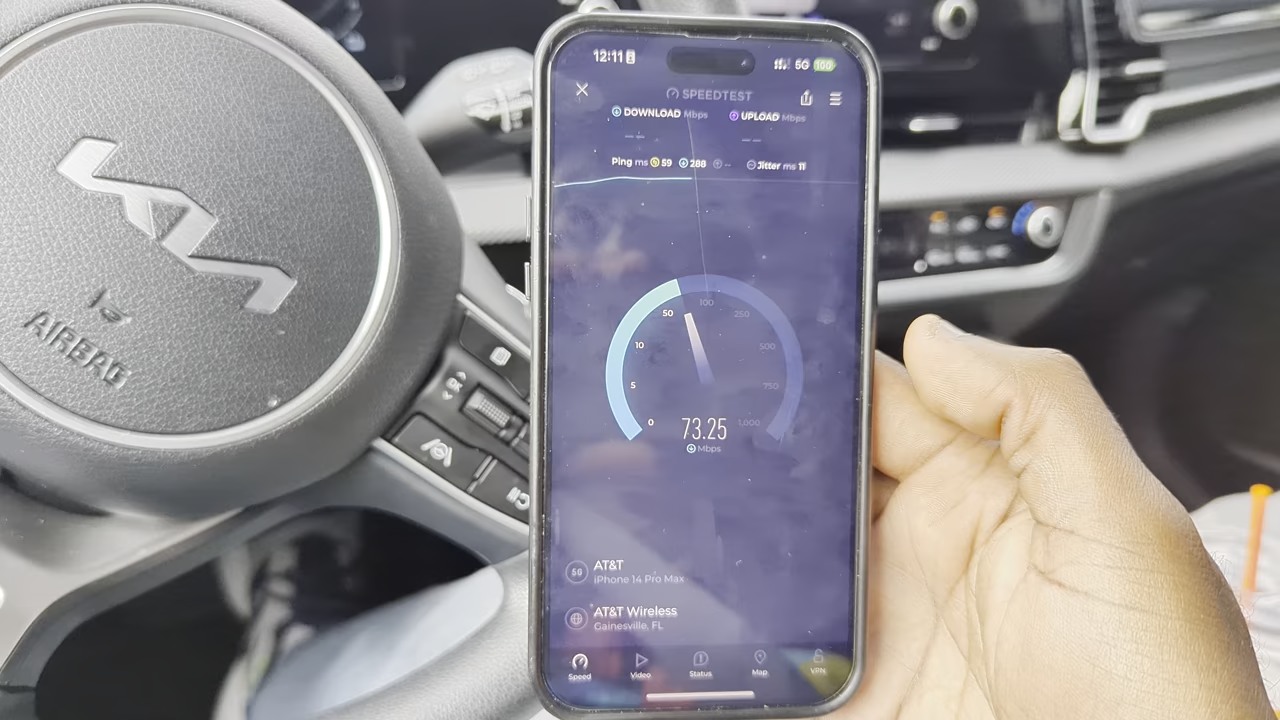 12:11
5G 100
SPEEDTEST
DOWNLOAD Mbps
UPLOAD Mbps
Ping ms 59 288 -- Jitter ms 11
0
5
10
50
100
250
500
750
1,000
73.25
Mbps
5G
AT&T
iPhone 14 Pro Max
AT&T Wireless
Gainesville, FL
Speed
Video
Status
Map
VPN
AIRBAG
OK